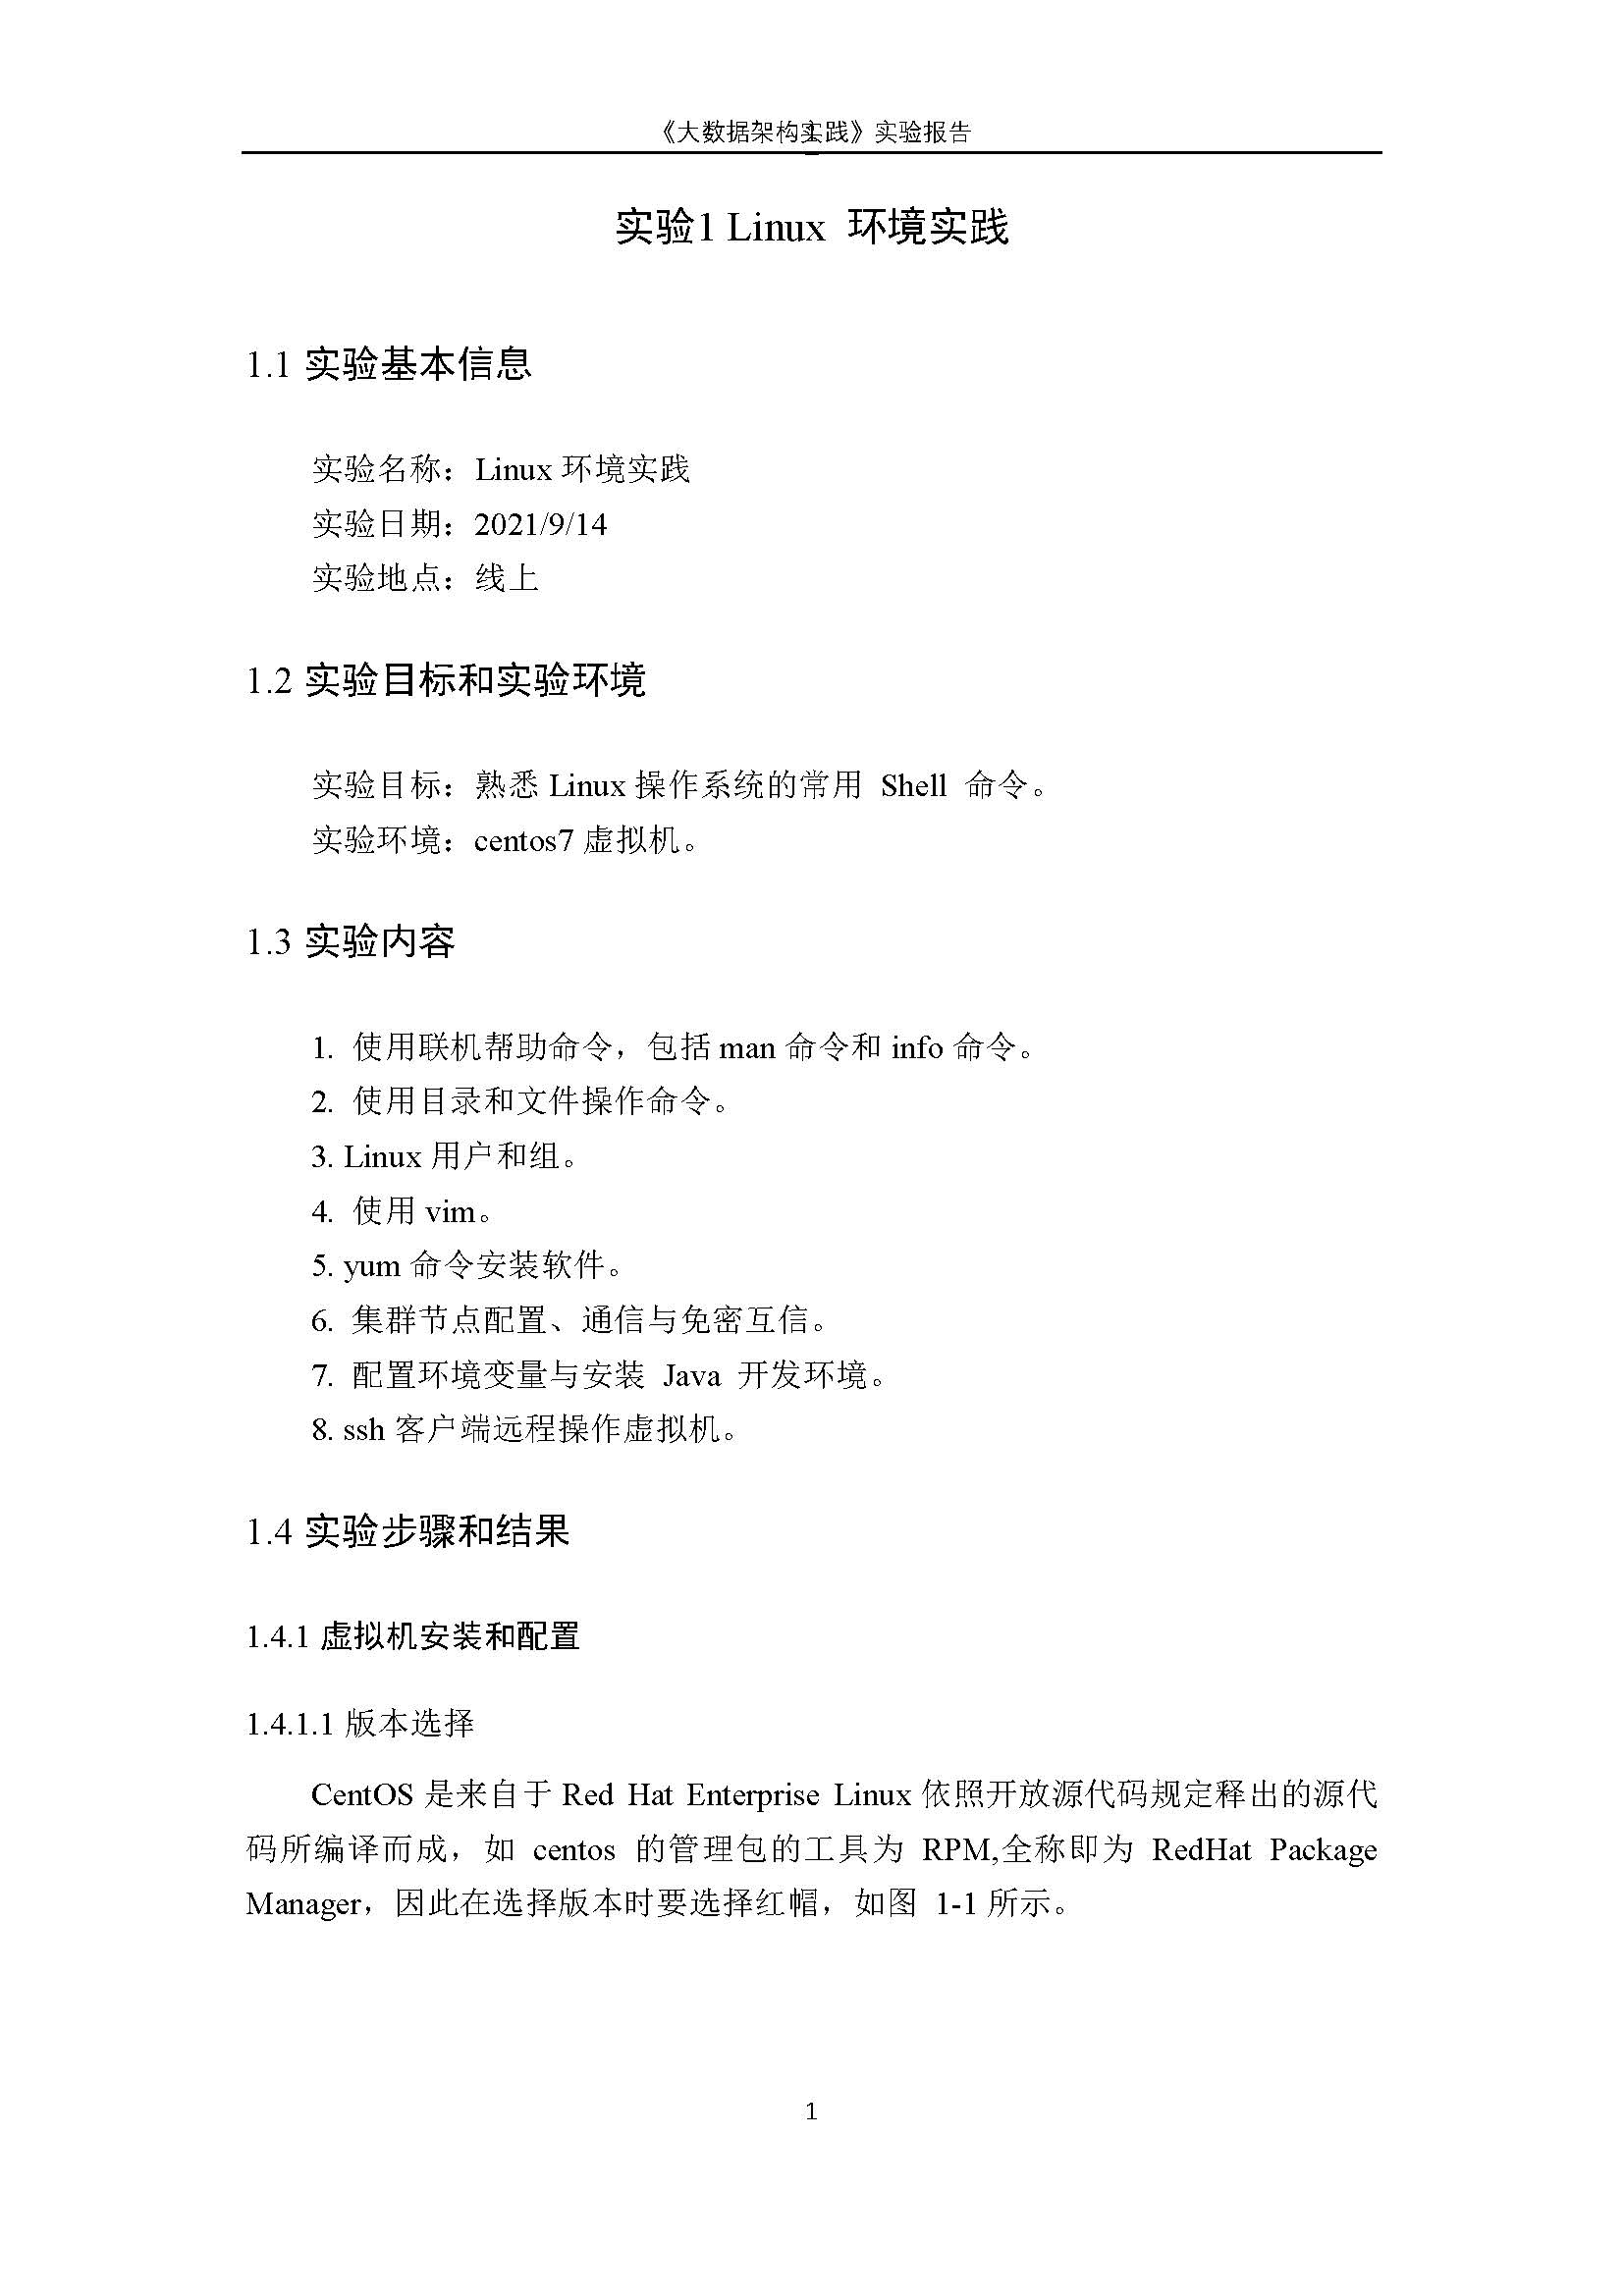 《大数据架构实践》实验报告
实验1 Linux 环境实践
1.1 实验基本信息
实验名称：Linux 环境实践
实验日期：2021/9/14
实验地点：线上
1.2 实验目标和实验环境
实验目标：熟悉 Linux 操作系统的常用 Shell 命令。
实验环境：centos7 虚拟机。
1.3 实验内容
1. 使用联机帮助命令，包括 man 命令和 info 命令。
2. 使用目录和文件操作命令。
3. Linux 用户和组。
4. 使用 vim。
5. yum 命令安装软件。
6. 集群节点配置、通信与免密互信。
7. 配置环境变量与安装 Java 开发环境。
8. ssh 客户端远程操作虚拟机。
1.4 实验步骤和结果
1.4.1 虚拟机安装和配置
1.4.1.1 版本选择
CentOS 是来自于 Red Hat Enterprise Linux 依照开放源代码规定释出的源代
码所编译而成，如 centos 的管理包的工具为 RPM,全称即为 RedHat Package
Manager，因此在选择版本时要选择红帽，如图 1-1 所示。
1